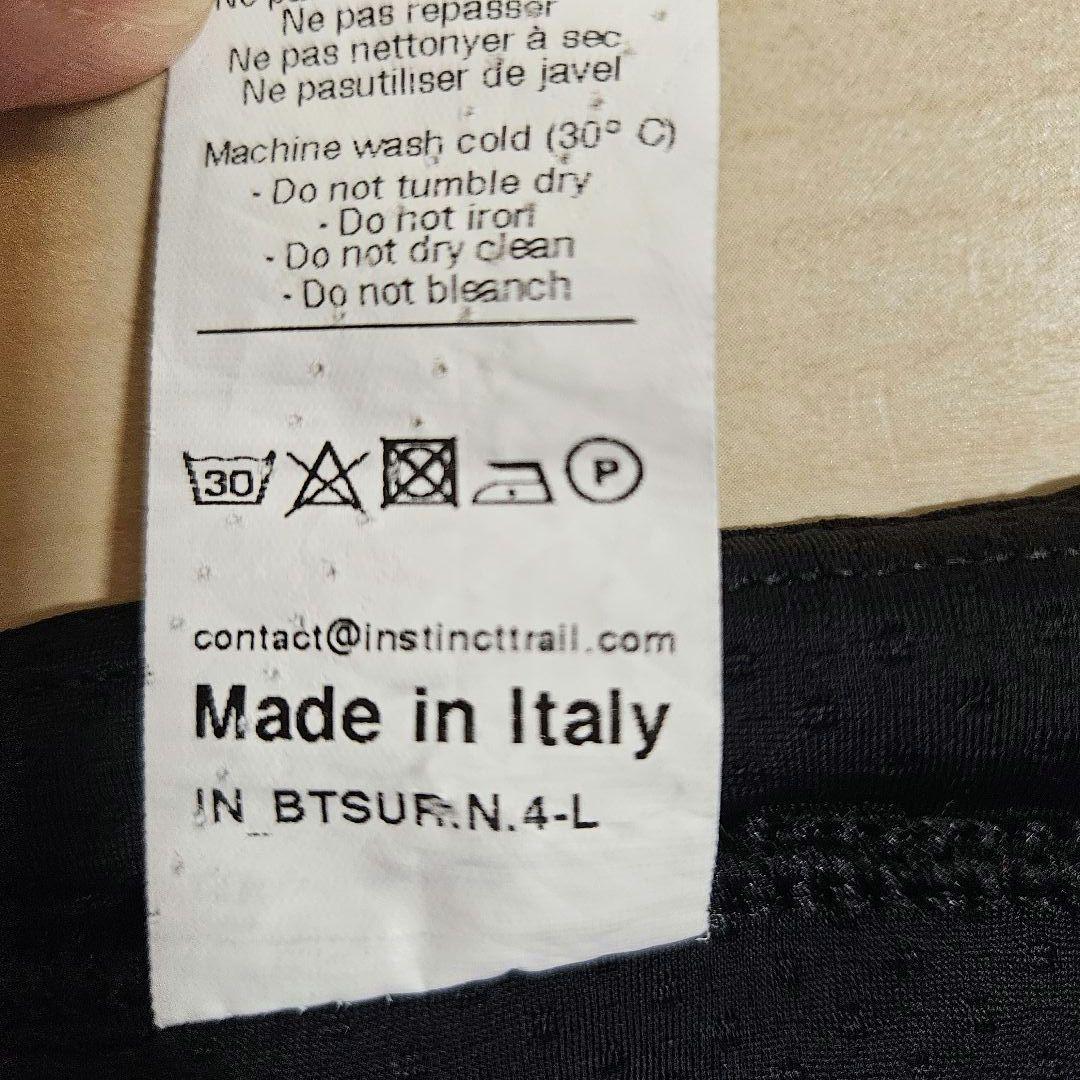 Ne pas repasser
Ne pas nettonyer à sec
Ne pasutiliser de javel
Machine wash cold (30° C)
- Do not tumble dry
- Do not iron
- Do not dry clean
- Do not bleanch
30 P
contact@instincttrail.com
Made in Italy
IN_BTSUR.N.4-L